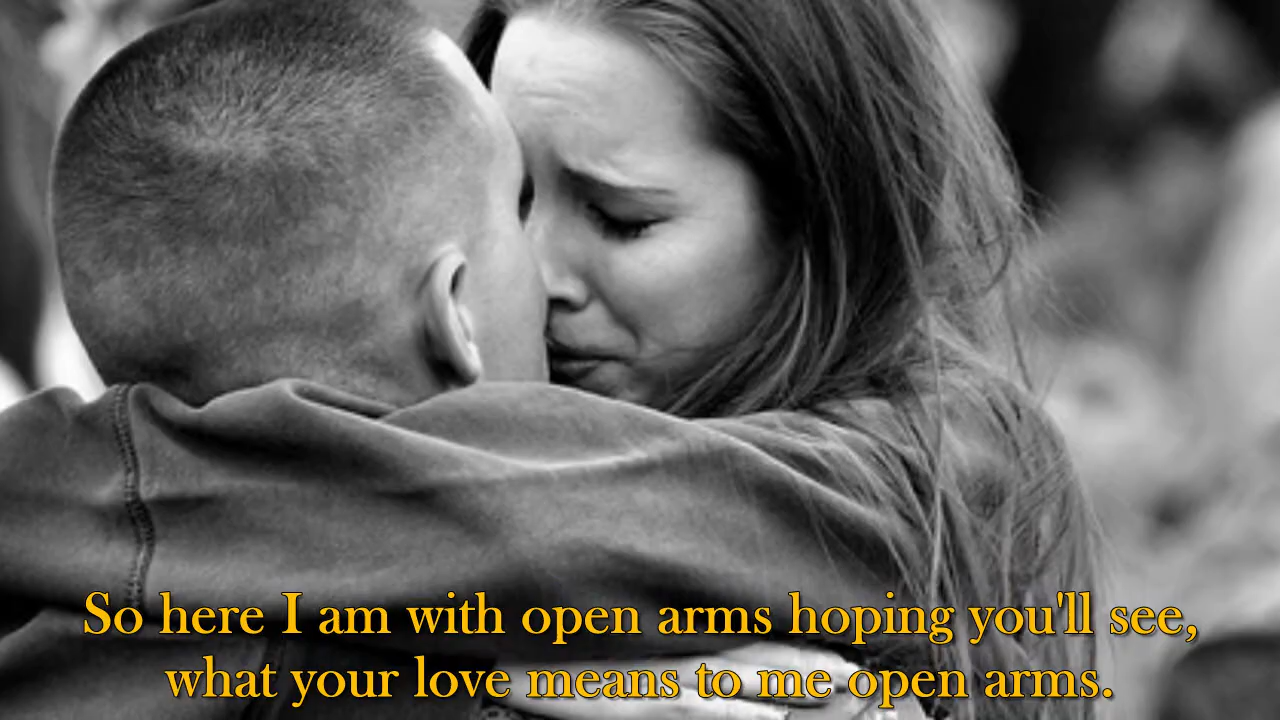 So here I am with open arms hoping you'll see,
what your love means to me open arms.